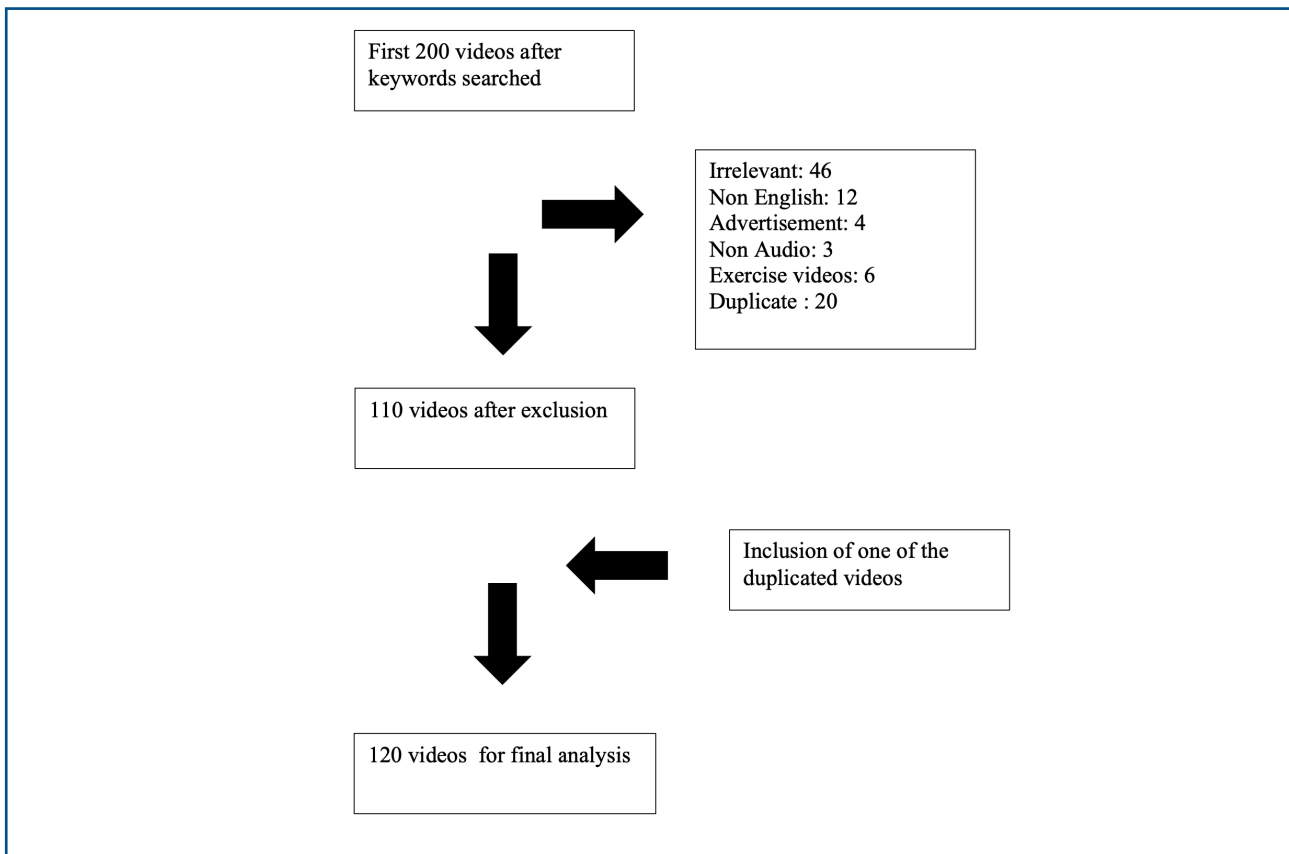 First 200 videos after
keywords searched
Irrelevant: 46
Non English: 12
Advertisement: 4
Non Audio: 3
Exercise videos: 6
Duplicate : 20
110 videos after exclusion
Inclusion of one of the
duplicated videos
120 videos  for final analysis